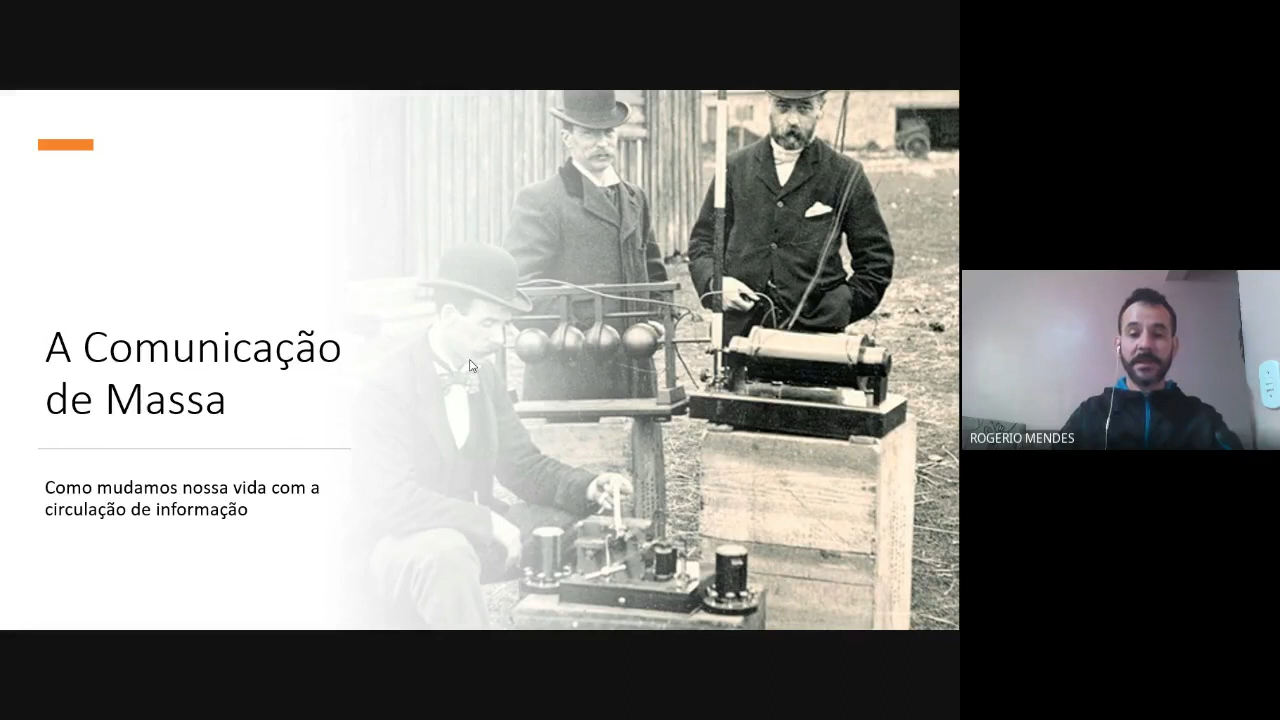 A Comunicação
de Massa
Como mudamos nossa vida com a
circulação de informação
ROGERIO MENDES